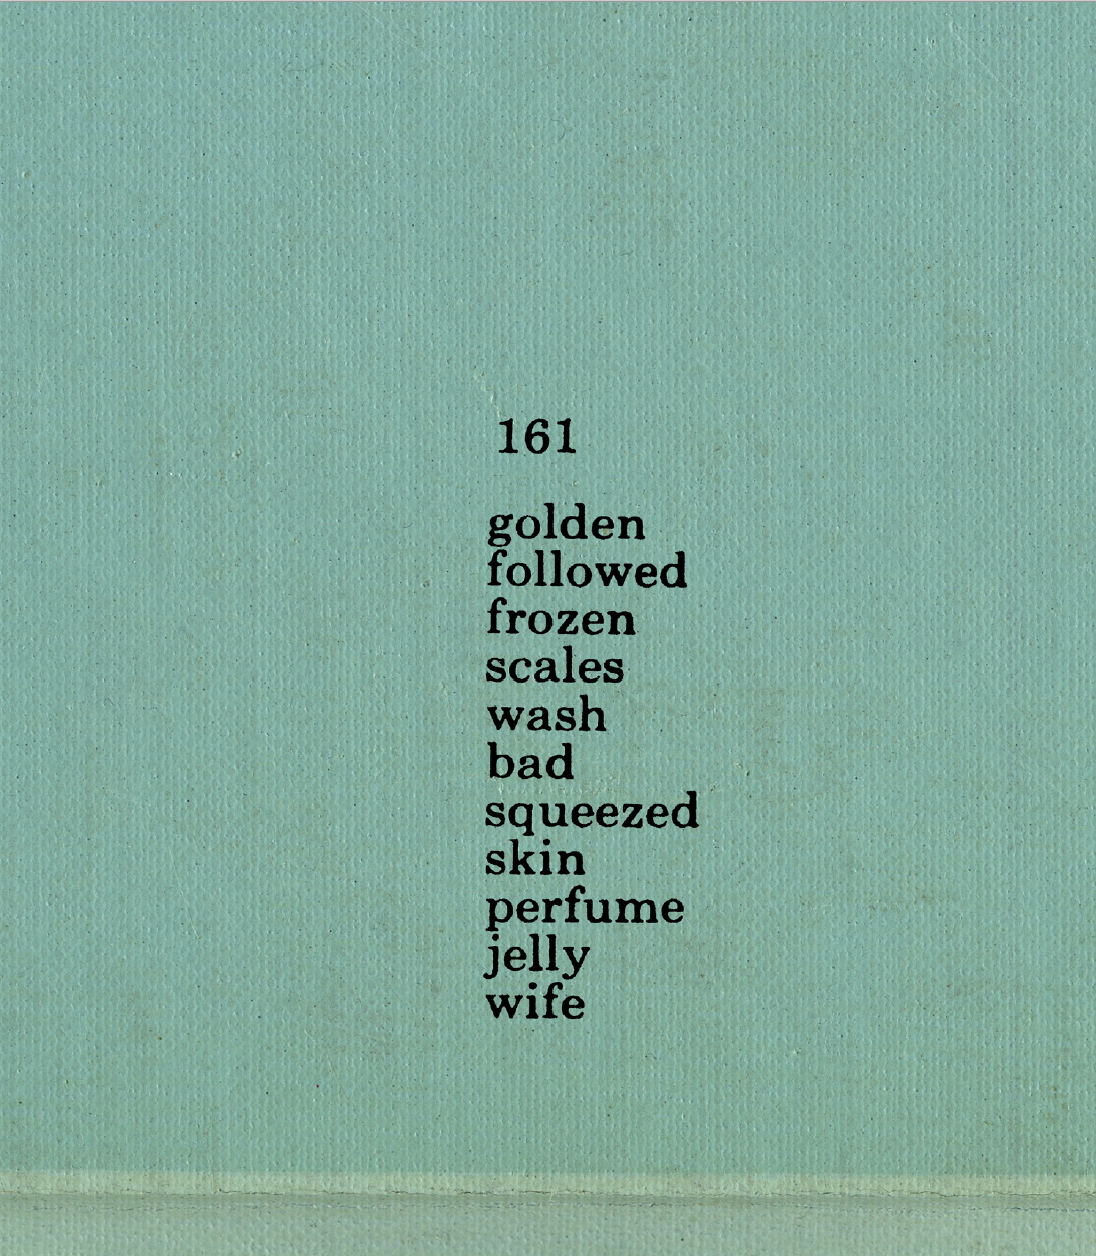 161
golden
followed
frozen
scales
wash
bad
squeezed
skin
perfume
jelly
wife